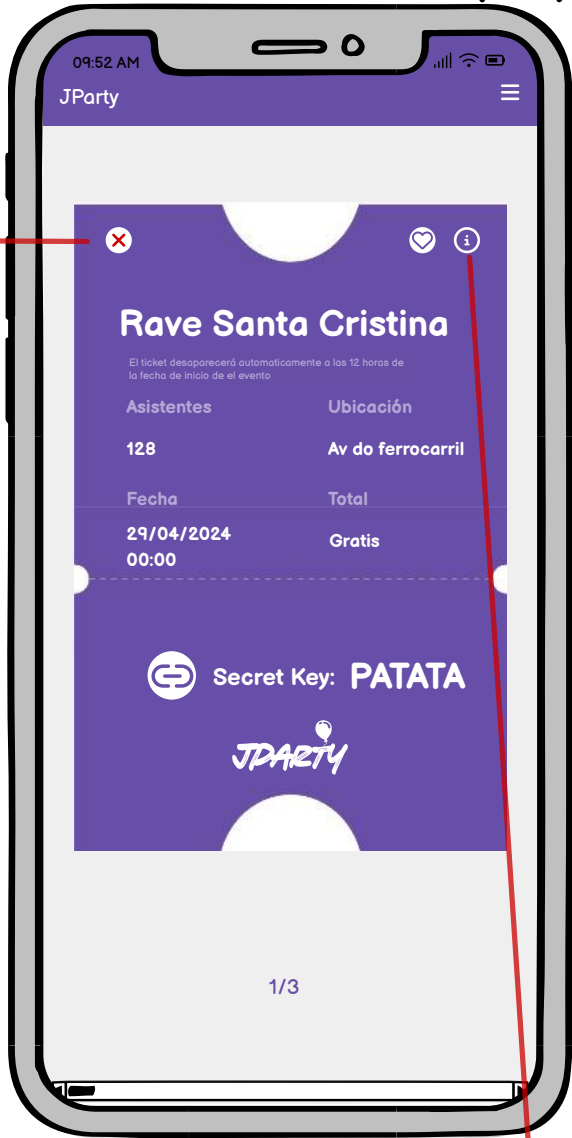 09:52 AM
JParty
Rave Santa Cristina
El ticket desaparecerá automaticamente a las 12 horas de
la fecha de inicio de el evento
Asistentes
Ubicación
128
Av do ferrocarril
Fecha
Total
29/04/2024
00:00
Gratis
Secret Key: PATATA
JPARTY
1/3